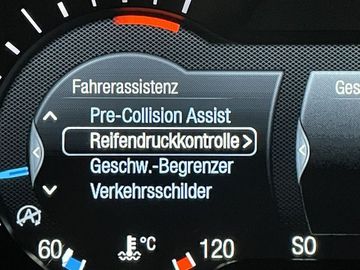 Fahrerassistenz
Ges
Pre-Collision Assist
Reifendruckkontrolle >
Geschw.-Begrenzer
Verkehrsschilder
60 °C 120 SO